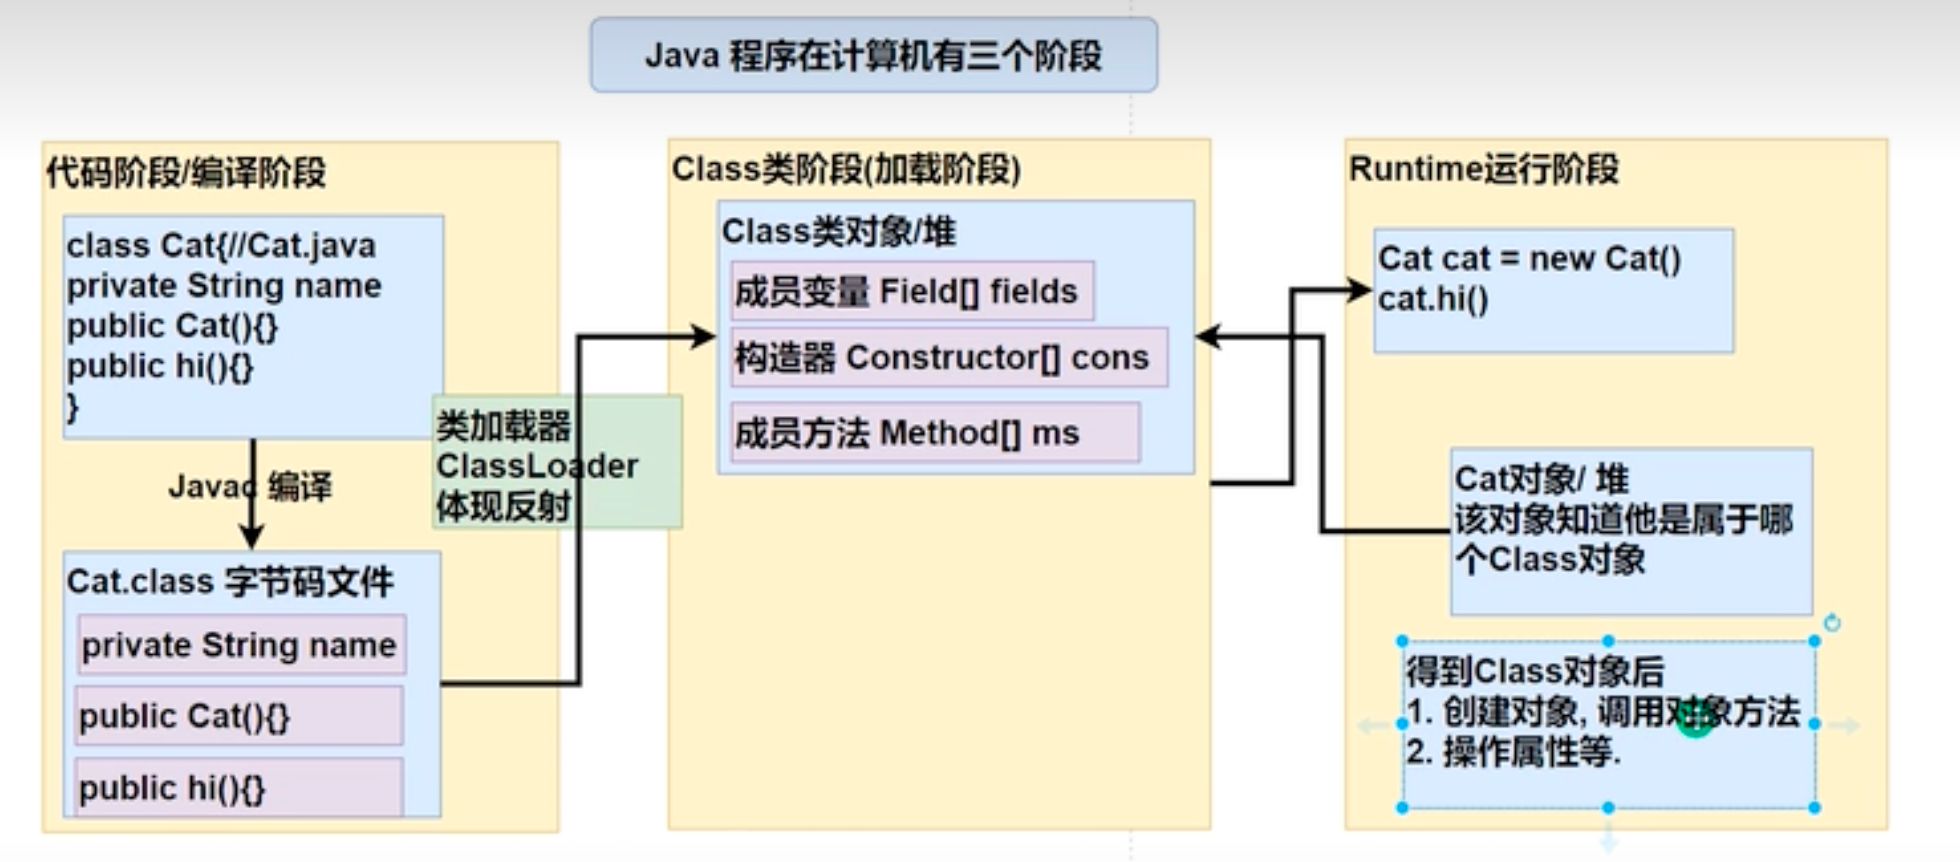 Java 程序在计算机有三个阶段
代码阶段/编译阶段
class Cat{//Cat.java
private String name
public Cat(){}
public hi(){}
}
Javac 编译
Cat.class 字节码文件
private String name
public Cat(){}
public hi(){}
类加载器
ClassLoader
体现反射
Class类阶段(加载阶段)
Class类对象/堆
成员变量 Field[] fields
构造器 Constructor[] cons
成员方法 Method[] ms
Runtime运行阶段
Cat cat = new Cat()
cat.hi()
Cat对象/ 堆
该对象知道他是属于哪
个Class对象
得到Class对象后
1. 创建对象, 调用对象方法
2. 操作属性等.